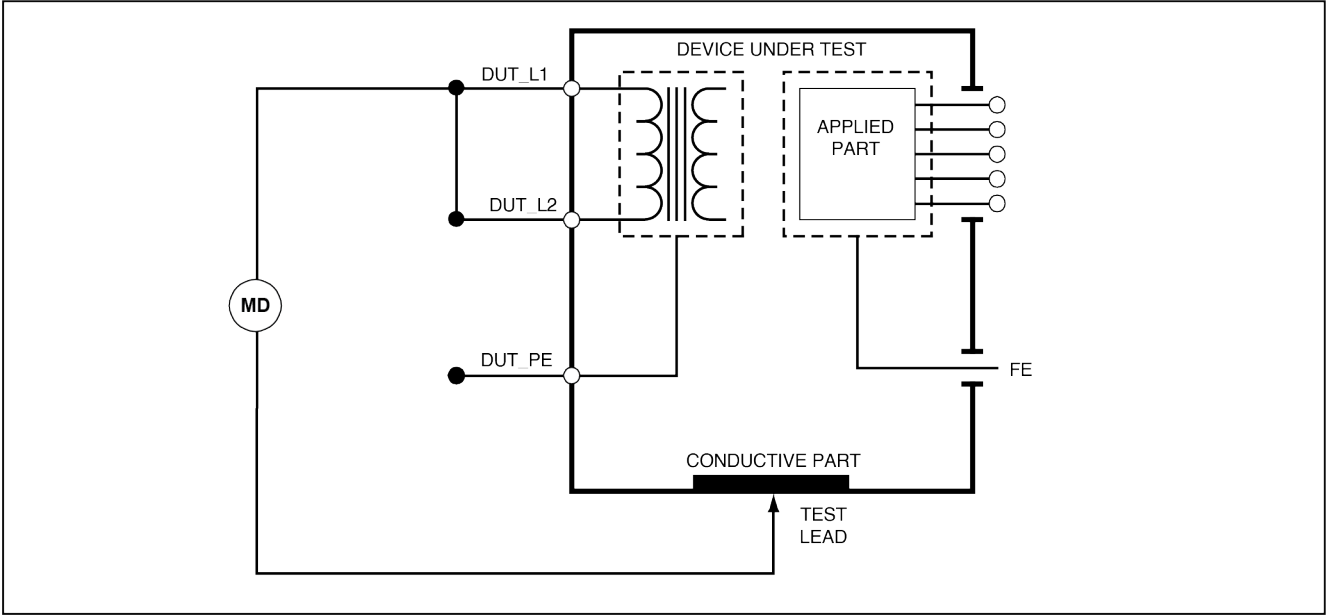 DEVICE UNDER TEST
DUT_L1
APPLIED
PART
DUT_L2
MD
DUT_PE
FE
CONDUCTIVE PART
TEST
LEAD